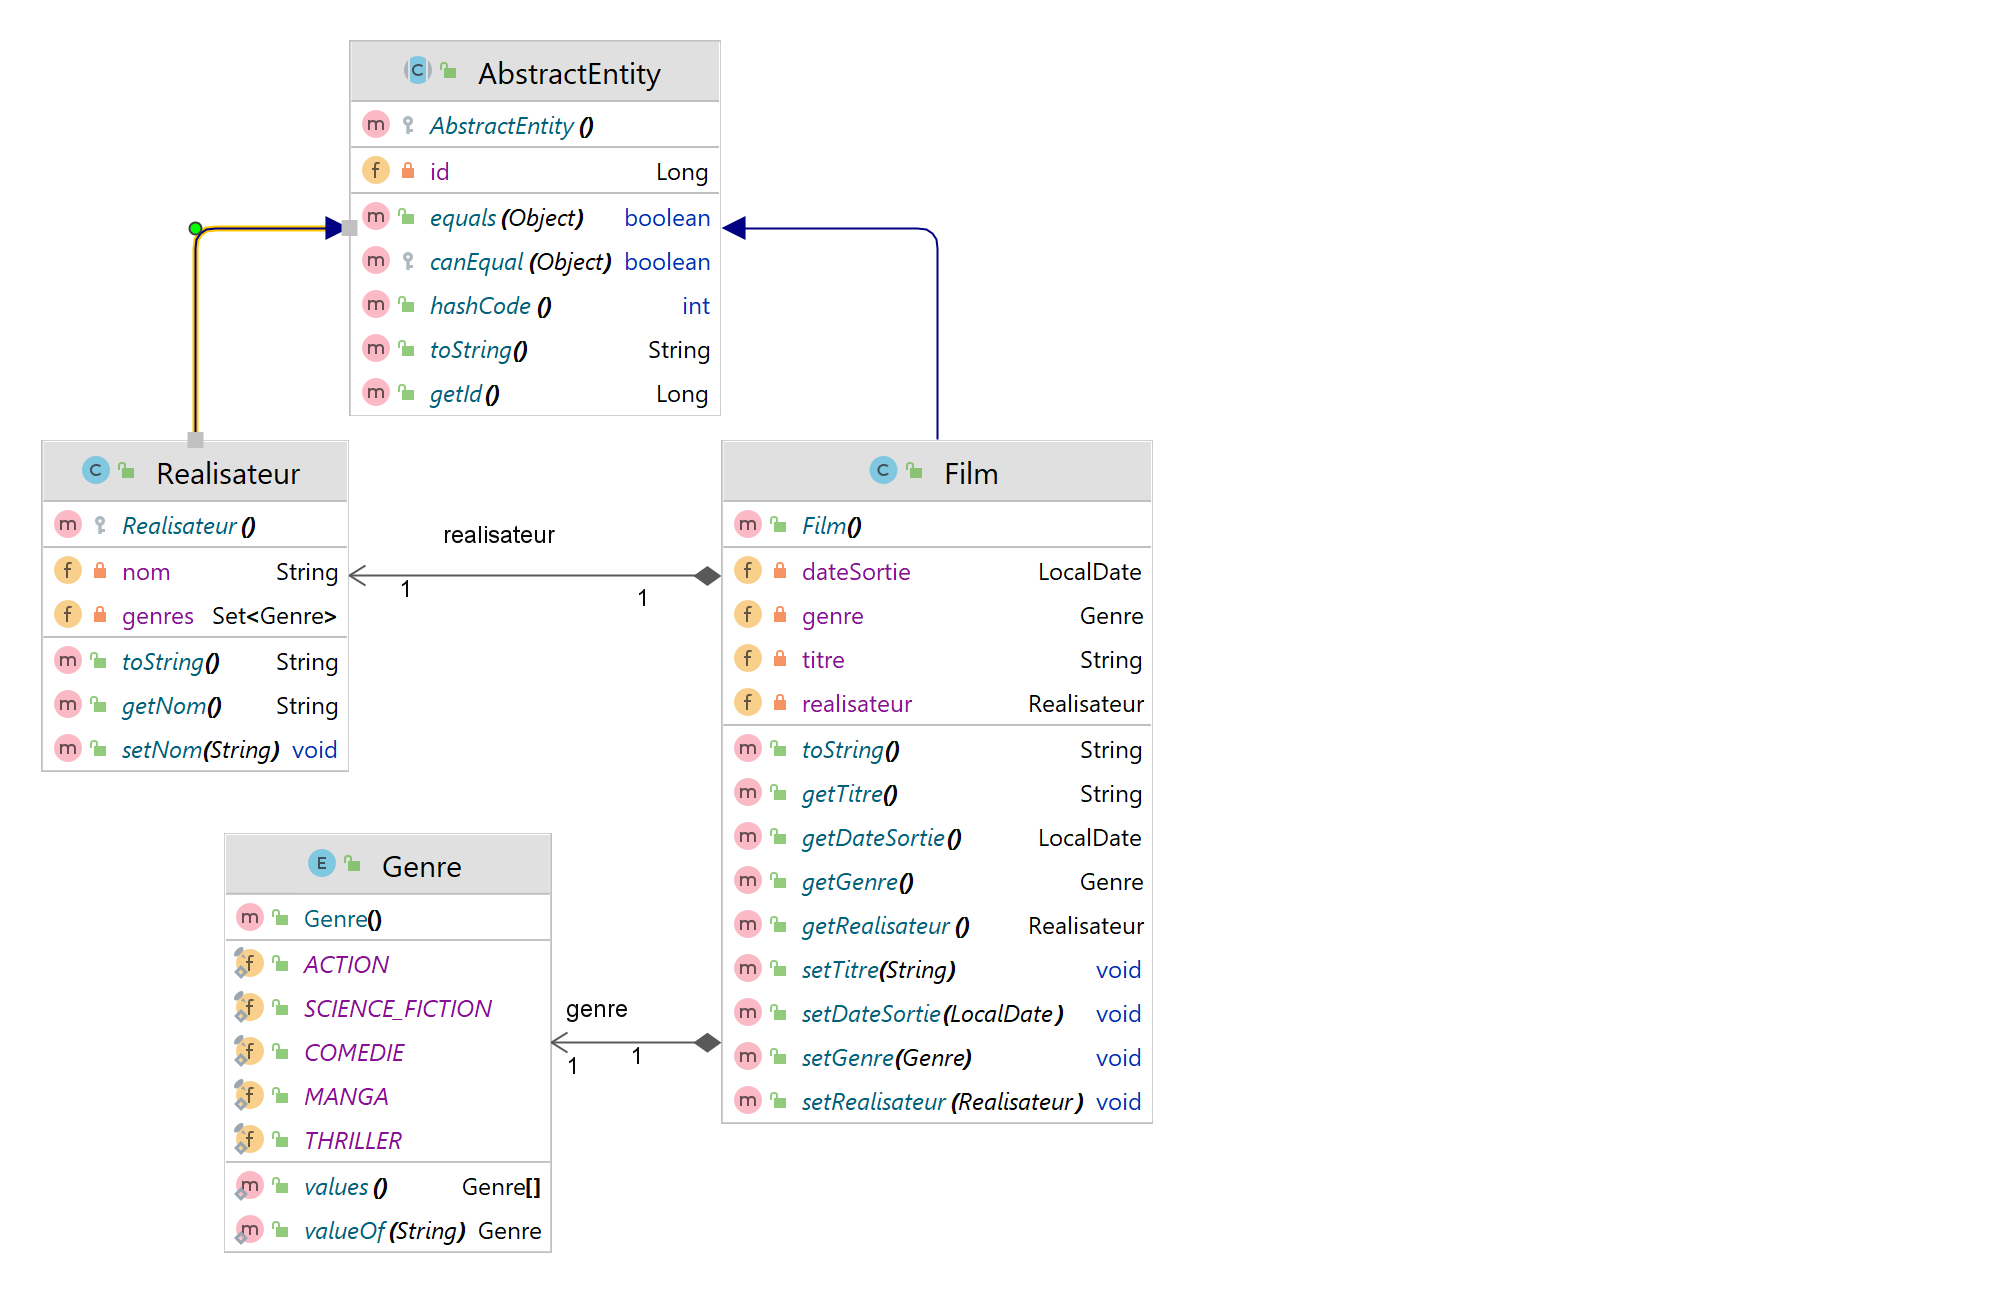 C AbstractEntity
m AbstractEntity()
f id Long
m equals(Object) boolean
m canEqual(Object) boolean
m hashCode() int
m toString() String
m getId() Long
C Realisateur
m Realisateur()
f nom String
f genres Set<Genre>
m toString() String
m getNom() String
m setNom(String) void
realisateur
1
1
C Film
m Film()
f dateSortie LocalDate
f genre Genre
f titre String
f realisateur Realisateur
m toString() String
m getTitre() String
m getDateSortie() LocalDate
m getGenre() Genre
m getRealisateur() Realisateur
m setTitre(String) void
m setDateSortie(LocalDate) void
m setGenre(Genre) void
m setRealisateur(Realisateur) void
E Genre
m Genre()
f ACTION
f SCIENCE_FICTION
f COMEDIE
f MANGA
f THRILLER
m values() Genre[]
m valueOf(String) Genre
genre
1
1